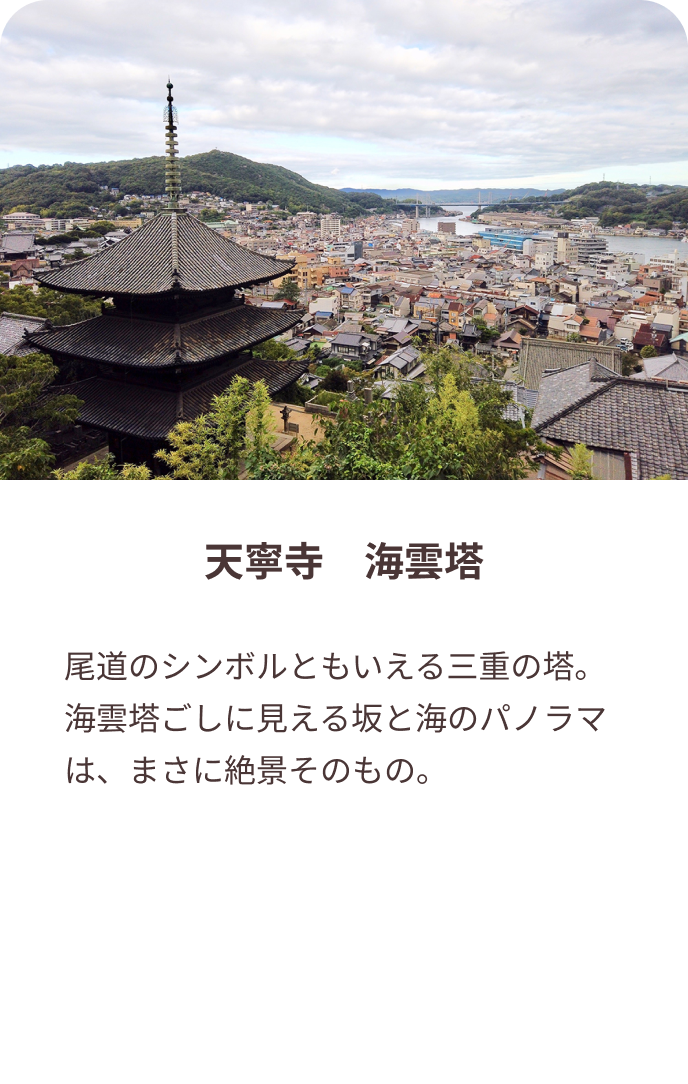 天寧寺　海雲塔
尾道のシンボルともいえる三重の塔。
海雲塔ごしに見える坂と海のパノラマ
は、まさに絶景そのもの。